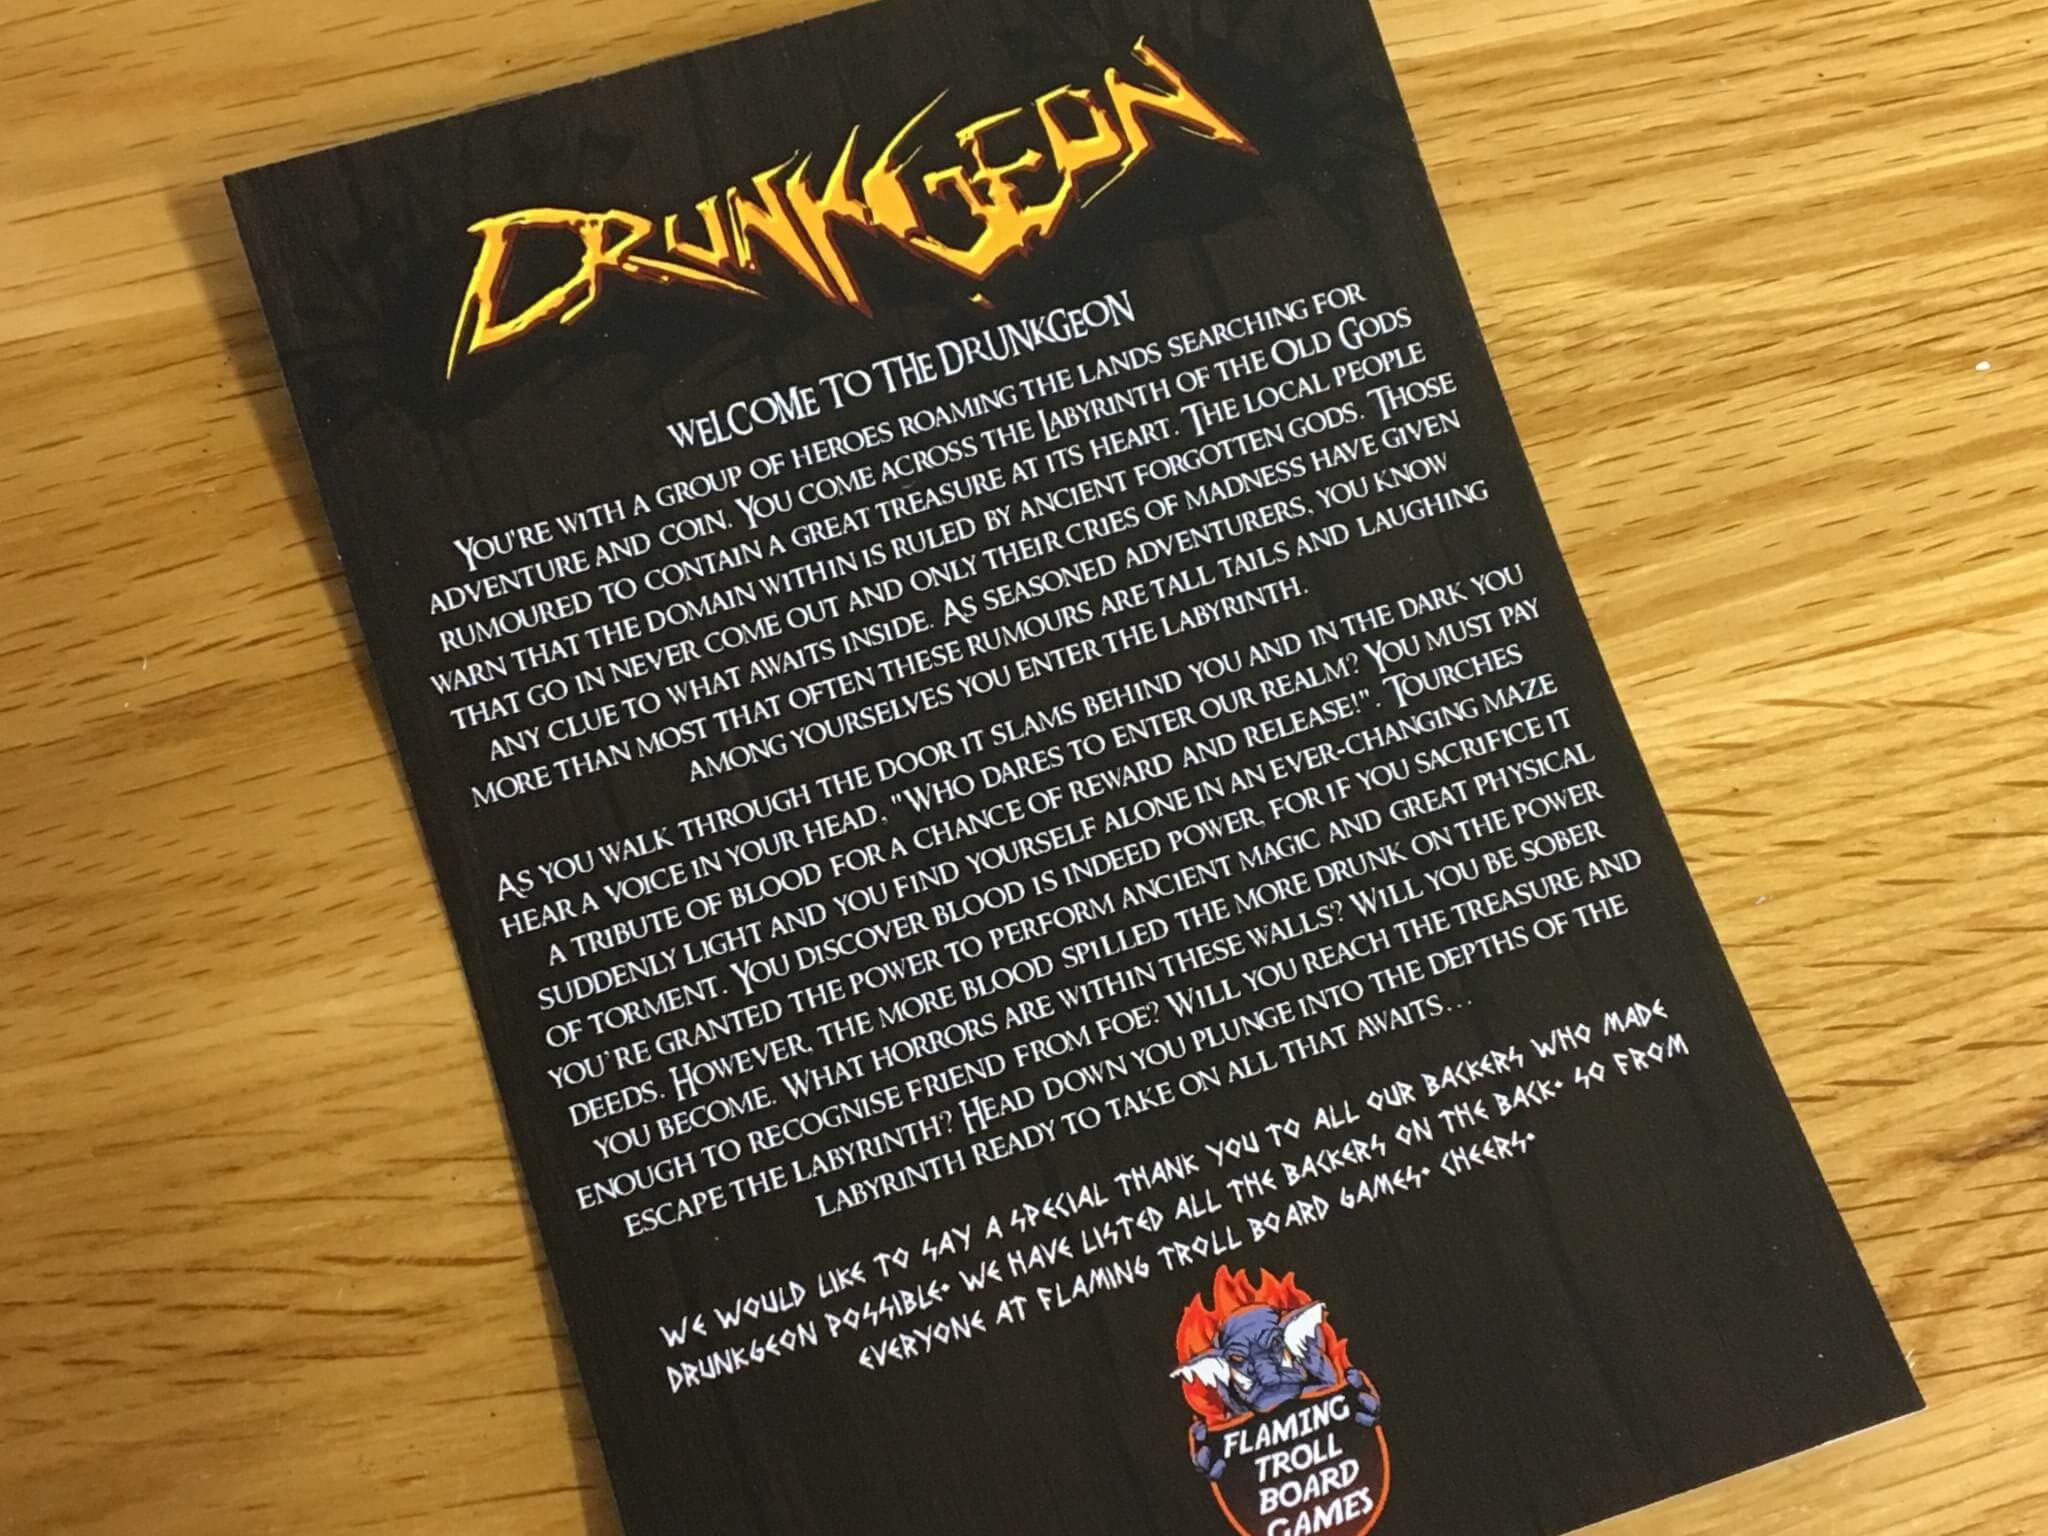 DRUNKGEON
WELCOME TO THE DRUNKGEON
YOU'RE WITH A GROUP OF HEROES ROAMING THE LANDS SEARCHING FOR
ADVENTURE AND COIN. YOU COME ACROSS THE LABYRINTH OF THE OLD GODS
RUMOURED TO CONTAIN A GREAT TREASURE AT ITS HEART. THE LOCAL PEOPLE
WARN THAT THE DOMAIN WITHIN IS RULED BY ANCIENT FORGOTTEN GODS. THOSE
THAT GO IN NEVER COME OUT AND ONLY THEIR CRIES OF MADNESS HAVE GIVEN
ANY CLUE TO WHAT AWAITS INSIDE. AS SEASONED ADVENTURERS, YOU KNOW
MORE THAN MOST THAT OFTEN THESE RUMOURS ARE TALL TAILS AND LAUGHING
AMONG YOURSELVES YOU ENTER THE LABYRINTH.
AS YOU WALK THROUGH THE DOOR IT SLAMS BEHIND YOU AND IN THE DARK YOU
HEAR A VOICE IN YOUR HEAD, "WHO DARES TO ENTER OUR REALM? YOU MUST PAY
A TRIBUTE OF BLOOD FOR A CHANCE OF REWARD AND RELEASE!". TOURCHES
SUDDENLY LIGHT AND YOU FIND YOURSELF ALONE IN AN EVER-CHANGING MAZE
OF TORMENT. YOU DISCOVER BLOOD IS INDEED POWER, FOR IF YOU SACRIFICE IT
YOU'RE GRANTED THE POWER TO PERFORM ANCIENT MAGIC AND GREAT PHYSICAL
DEEDS. HOWEVER, THE MORE BLOOD SPILLED THE MORE DRUNK ON THE POWER
YOU BECOME. WHAT HORRORS ARE WITHIN THESE WALLS? WILL YOU BE SOBER
ENOUGH TO RECOGNISE FRIEND FROM FOE? WILL YOU REACH THE TREASURE AND
ESCAPE THE LABYRINTH? HEAD DOWN YOU PLUNGE INTO THE DEPTHS OF THE
LABYRINTH READY TO TAKE ON ALL THAT AWAITS...
WE WOULD LIKE TO SAY A SPECIAL THANK YOU TO ALL OUR BACKERS WHO MADE
DRUNKGEON POSSIBLE. WE HAVE LISTED ALL THE BACKERS ON THE BACK. SO FROM
EVERYONE AT FLAMING TROLL BOARD GAMES. CHEERS.
FLAMING
TROLL
BOARD
GAMES